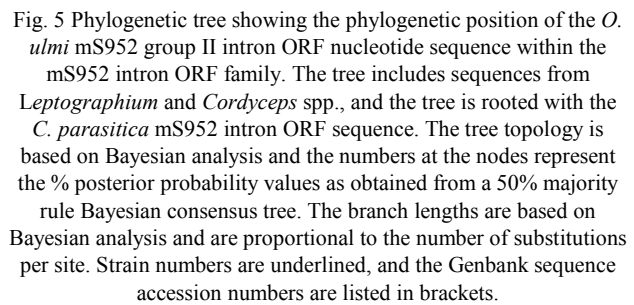 Fig. 5 Phylogenetic tree showing the phylogenetic position of the O.
ulmi mS952 group II intron ORF nucleotide sequence within the
mS952 intron ORF family. The tree includes sequences from
Leptographium and Cordyceps spp., and the tree is rooted with the
C. parasitica mS952 intron ORF sequence. The tree topology is
based on Bayesian analysis and the numbers at the nodes represent
the % posterior probability values as obtained from a 50% majority
rule Bayesian consensus tree. The branch lengths are based on
Bayesian analysis and are proportional to the number of substitutions
per site. Strain numbers are underlined, and the Genbank sequence
accession numbers are listed in brackets.